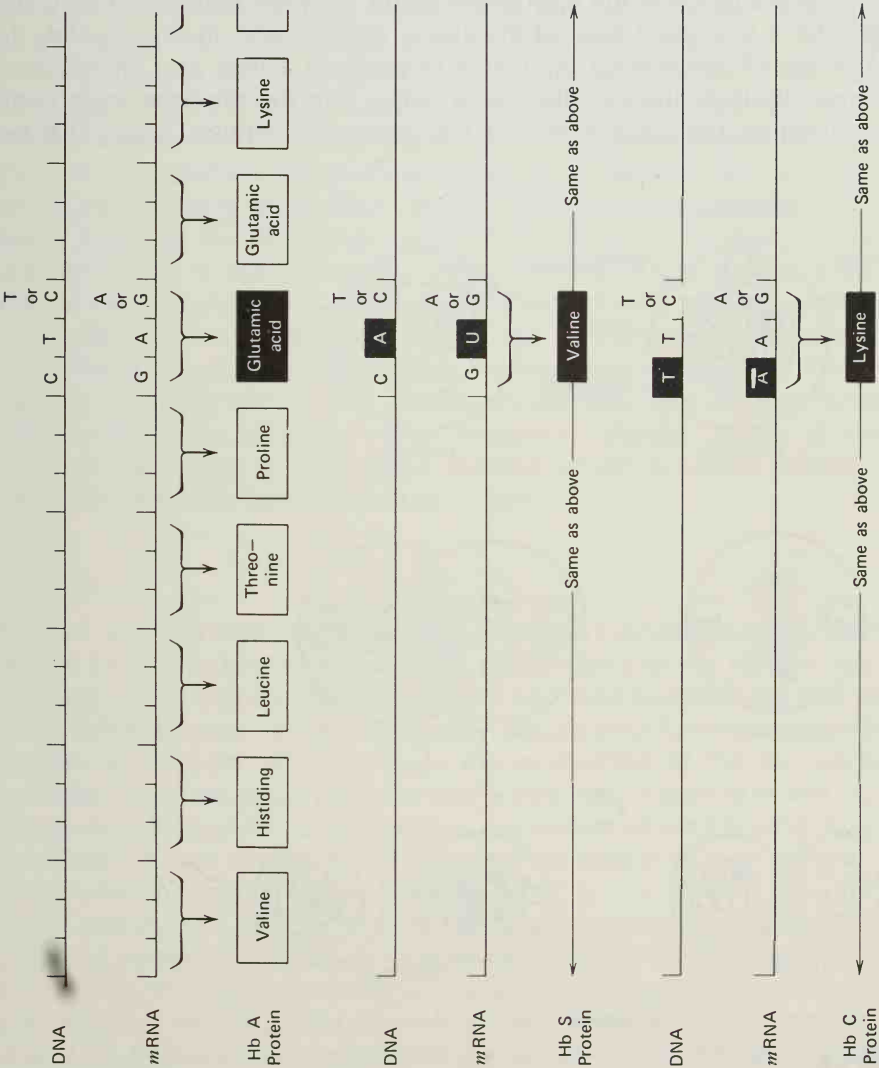 DNA
C T T
or
C
mRNA
G A A
or
G
Hb A
Protein
Valine
Histiding
Leucine
Threo–
nine
Proline
Glutamic
acid
Glutamic
acid
Lysine
DNA
C A T
or
C
mRNA
G U A
or
G
Hb S
Protein
Same as above
Valine
Same as above
DNA
T T T
or
C
mRNA
A A A
or
G
Hb C
Protein
Same as above
Lysine
Same as above